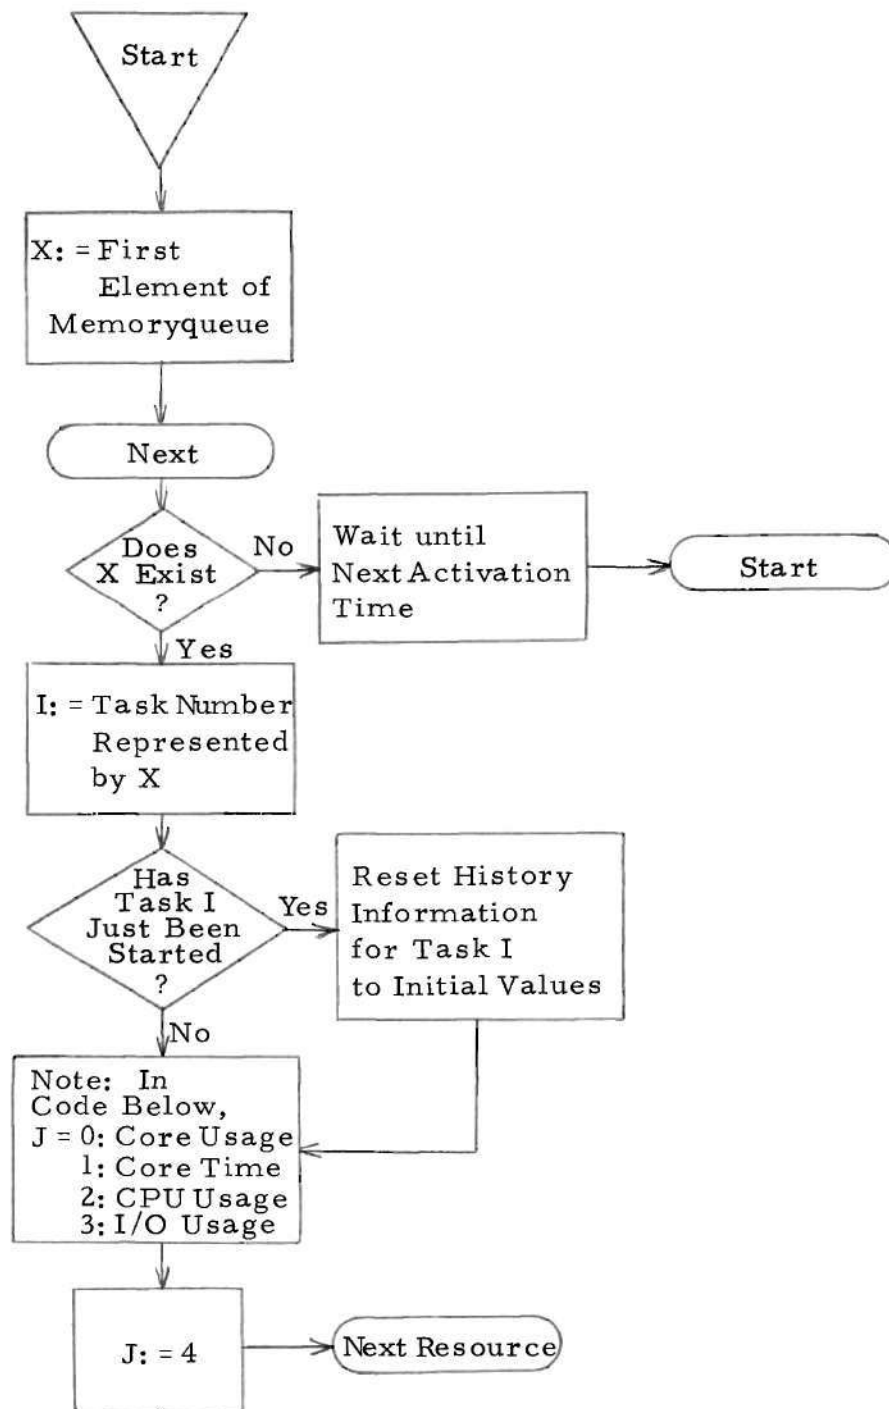 Start
X: = First
Element of
Memoryqueue
Next
Does
X Exist
?
No
Wait until
Next Activation
Time
Start
Yes
I: = Task Number
Represented
by X
Has
Task I
Just Been
Started
?
Yes
Reset History
Information
for Task I
to Initial Values
No
Note: In
Code Below,
J = 0: Core Usage
1: Core Time
2: CPU Usage
3: I/O Usage
J: = 4
Next Resource